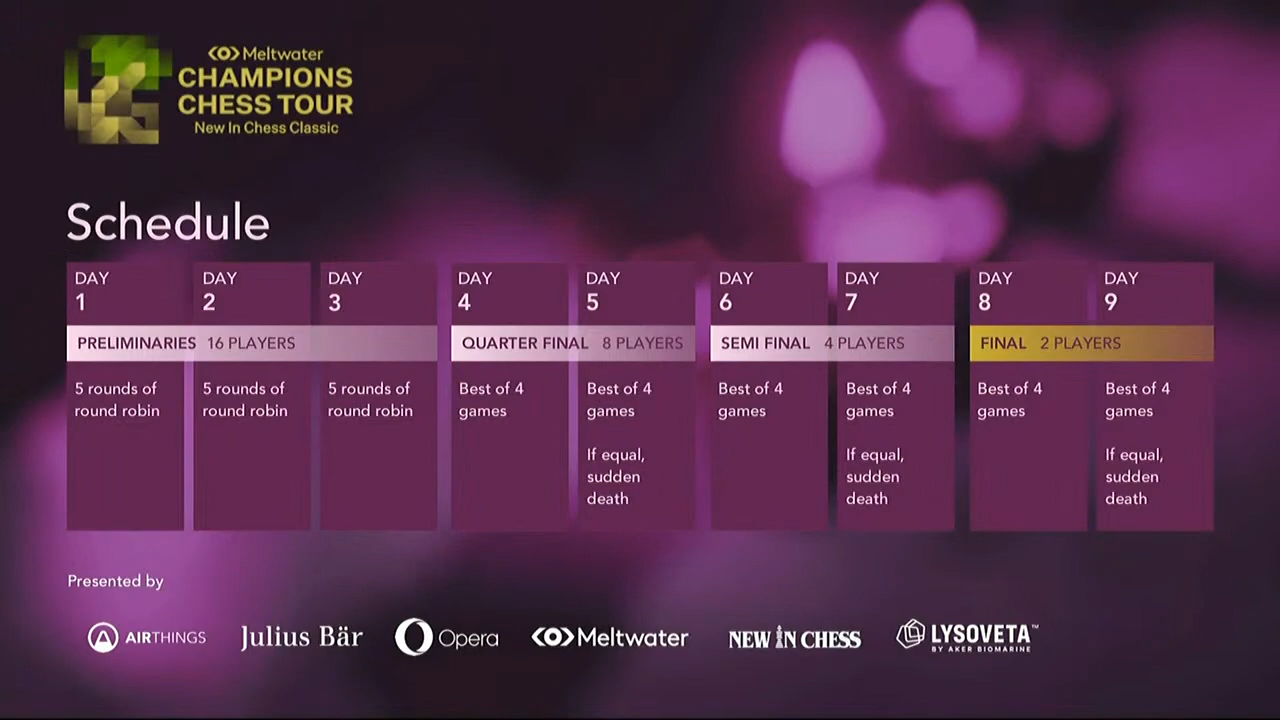 Meltwater
CHAMPIONS
CHESS TOUR
New In Chess Classic
Schedule
DAY
1
DAY
2
DAY
3
DAY
4
DAY
5
DAY
6
DAY
7
DAY
8
DAY
9
PRELIMINARIES 16 PLAYERS
QUARTER FINAL 8 PLAYERS
SEMI FINAL 4 PLAYERS
FINAL 2 PLAYERS
5 rounds of
round robin
5 rounds of
round robin
5 rounds of
round robin
Best of 4
games
Best of 4
games
If equal,
sudden
death
Best of 4
games
Best of 4
games
If equal,
sudden
death
Best of 4
games
Best of 4
games
If equal,
sudden
death
Presented by
AIRTHINGS
Julius Bär
Opera
Meltwater
NEW IN CHESS
LYSOVETA™
BY AKER BIOMARINE